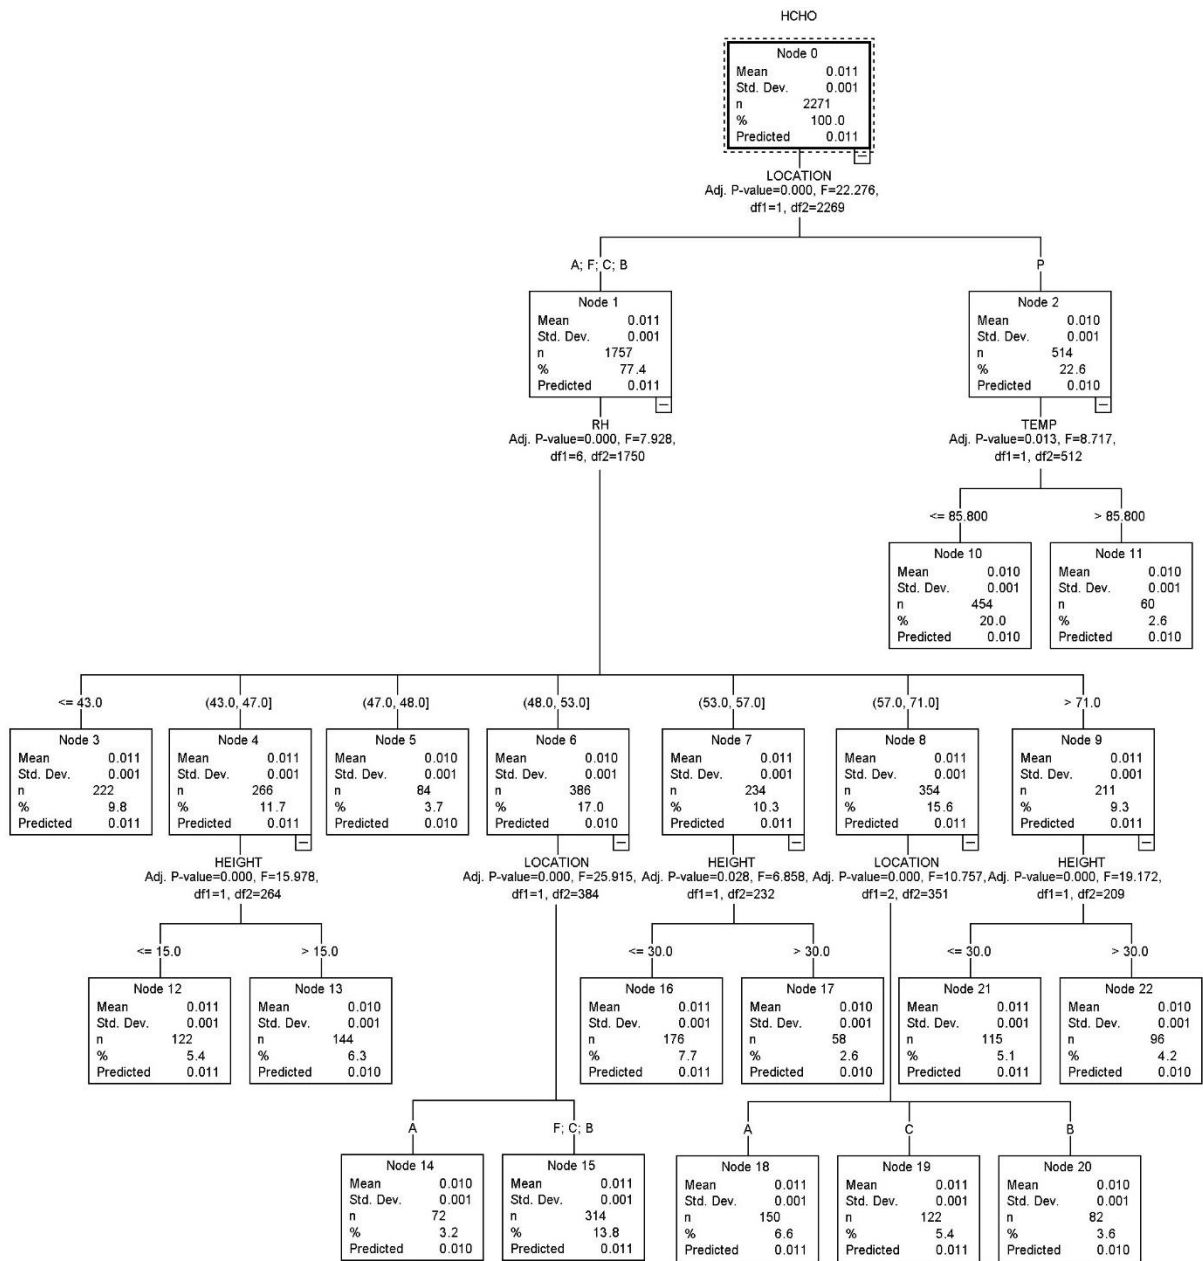 HCHO
Node 0
Mean 0.011
Std. Dev. 0.001
n 2271
% 100.0
Predicted 0.011
LOCATION
Adj. P-value=0.000, F=22.276,
df1=1, df2=2269
A; F; C; B
P
Node 1
Mean 0.011
Std. Dev. 0.001
n 1757
% 77.4
Predicted 0.011
Node 2
Mean 0.010
Std. Dev. 0.001
n 514
% 22.6
Predicted 0.010
RH
Adj. P-value=0.000, F=7.928,
df1=6, df2=1750
TEMP
Adj. P-value=0.013, F=8.717,
df1=1, df2=512
<= 85.800
> 85.800
Node 10
Mean 0.010
Std. Dev. 0.001
n 454
% 20.0
Predicted 0.010
Node 11
Mean 0.010
Std. Dev. 0.001
n 60
% 2.6
Predicted 0.010
<= 43.0
(43.0, 47.0]
(47.0, 48.0]
(48.0, 53.0]
(53.0, 57.0]
(57.0, 71.0]
> 71.0
Node 3
Mean 0.011
Std. Dev. 0.001
n 222
% 9.8
Predicted 0.011
Node 4
Mean 0.011
Std. Dev. 0.001
n 266
% 11.7
Predicted 0.011
Node 5
Mean 0.010
Std. Dev. 0.001
n 84
% 3.7
Predicted 0.010
Node 6
Mean 0.010
Std. Dev. 0.001
n 386
% 17.0
Predicted 0.010
Node 7
Mean 0.011
Std. Dev. 0.001
n 234
% 10.3
Predicted 0.011
Node 8
Mean 0.011
Std. Dev. 0.001
n 354
% 15.6
Predicted 0.011
Node 9
Mean 0.011
Std. Dev. 0.001
n 211
% 9.3
Predicted 0.011
HEIGHT
Adj. P-value=0.000, F=15.978,
df1=1, df2=264
LOCATION
Adj. P-value=0.000, F=25.915,
df1=1, df2=384
HEIGHT
Adj. P-value=0.028, F=6.858,
df1=1, df2=232
LOCATION
Adj. P-value=0.000, F=10.757,
df1=2, df2=351
HEIGHT
Adj. P-value=0.000, F=19.172,
df1=1, df2=209
<= 15.0
> 15.0
<= 30.0
> 30.0
<= 30.0
> 30.0
Node 12
Mean 0.011
Std. Dev. 0.001
n 122
% 5.4
Predicted 0.011
Node 13
Mean 0.010
Std. Dev. 0.001
n 144
% 6.3
Predicted 0.010
Node 16
Mean 0.011
Std. Dev. 0.001
n 176
% 7.7
Predicted 0.011
Node 17
Mean 0.010
Std. Dev. 0.001
n 58
% 2.6
Predicted 0.010
Node 21
Mean 0.011
Std. Dev. 0.001
n 115
% 5.1
Predicted 0.011
Node 22
Mean 0.010
Std. Dev. 0.001
n 96
% 4.2
Predicted 0.010
A
F; C; B
A
C
B
Node 14
Mean 0.010
Std. Dev. 0.001
n 72
% 3.2
Predicted 0.010
Node 15
Mean 0.011
Std. Dev. 0.001
n 314
% 13.8
Predicted 0.011
Node 18
Mean 0.011
Std. Dev. 0.001
n 150
% 6.6
Predicted 0.011
Node 19
Mean 0.011
Std. Dev. 0.001
n 122
% 5.4
Predicted 0.011
Node 20
Mean 0.010
Std. Dev. 0.001
n 82
% 3.6
Predicted 0.010